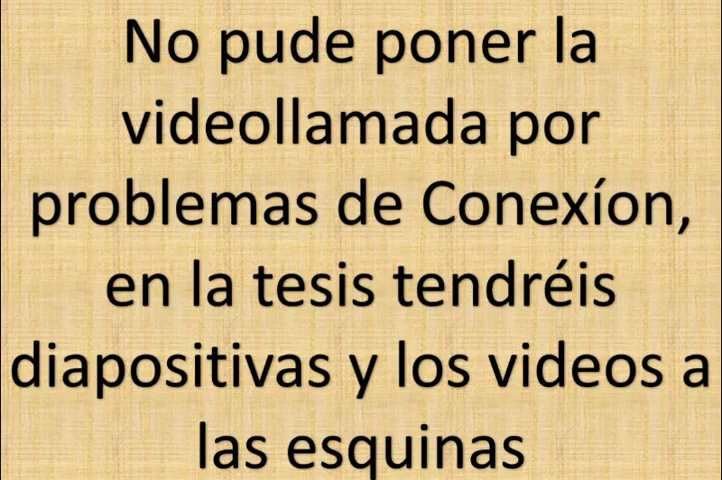 No pude poner la
videollamada por
problemas de Conexíon,
en la tesis tendréis
diapositivas y los videos a
las esquinas